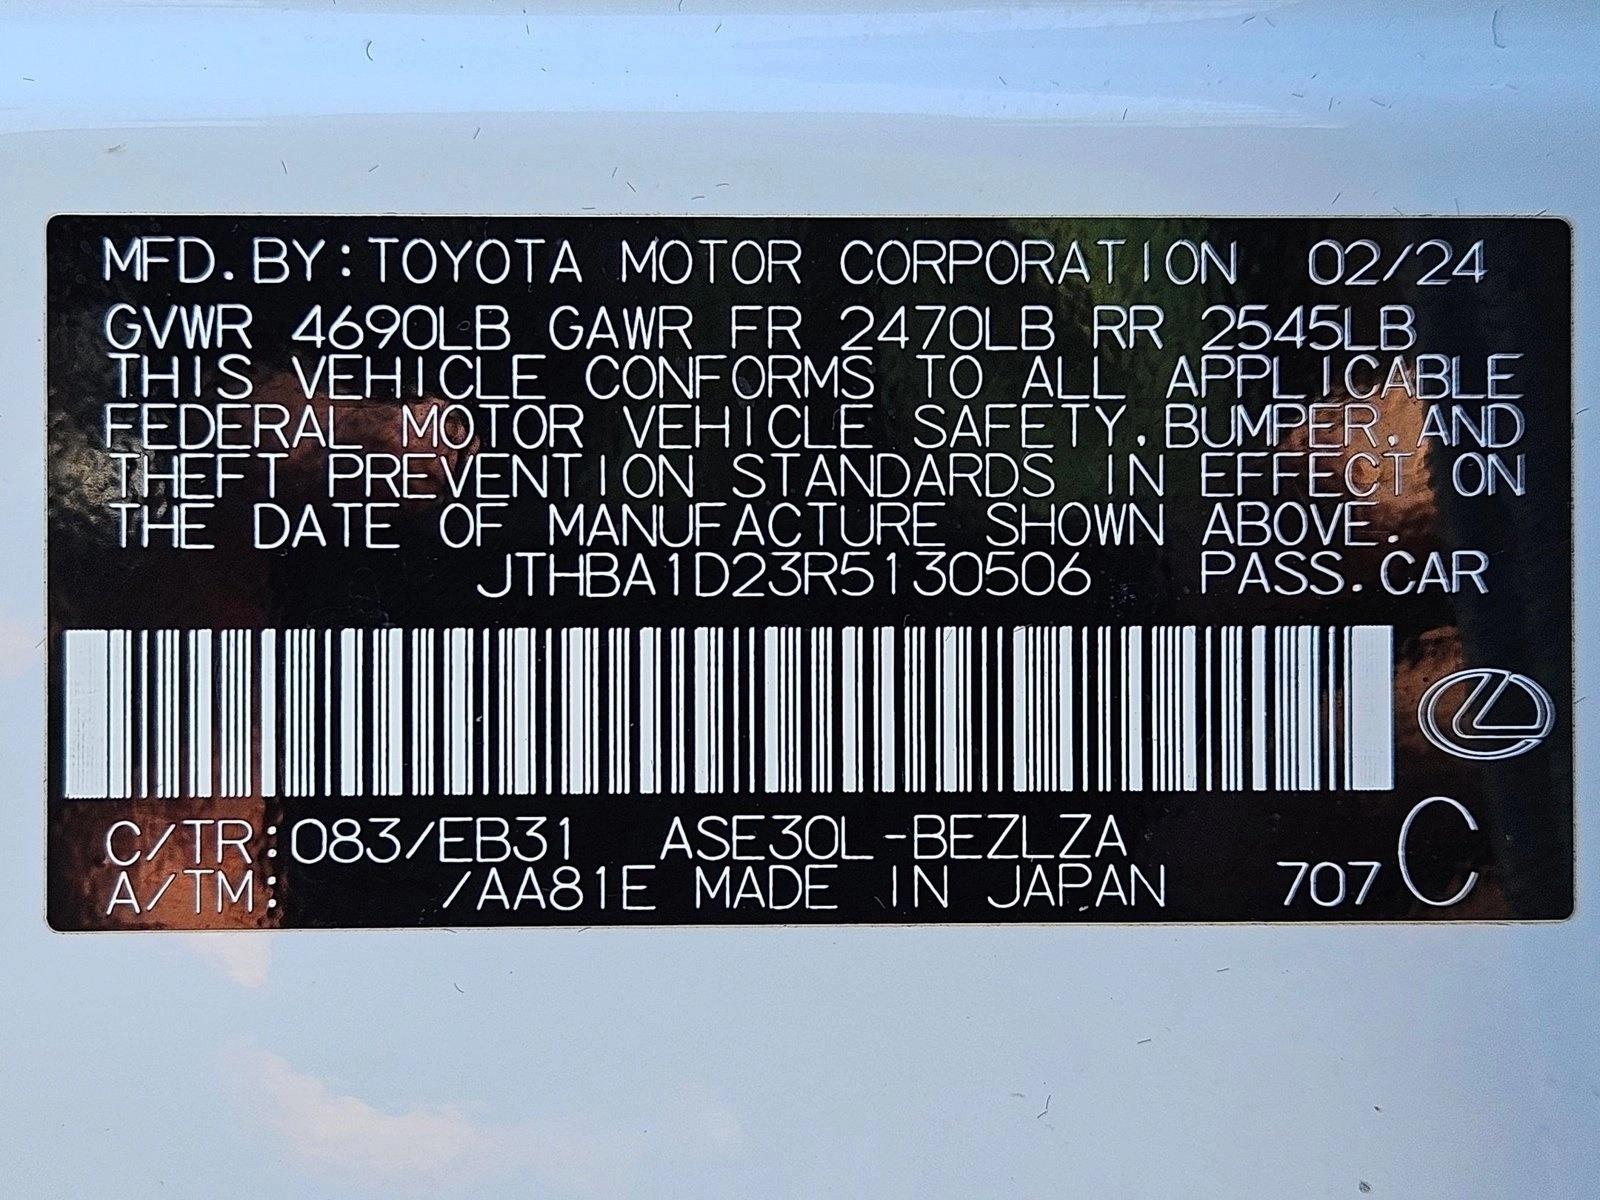 MFD. BY: TOYOTA MOTOR CORPORATION 02/24
GVWR 4690LB GAWR FR 2470LB RR 2545LB
THIS VEHICLE CONFORMS TO ALL APPLICABLE
FEDERAL MOTOR VEHICLE SAFETY, BUMPER, AND
THEFT PREVENTION STANDARDS IN EFFECT ON
THE DATE OF MANUFACTURE SHOWN ABOVE.
JTHBA1D23R5130506 PASS. CAR
C/TR: 083/EB31 ASE30L-BEZLZA
A/TM: /AA81E MADE IN JAPAN 707 C